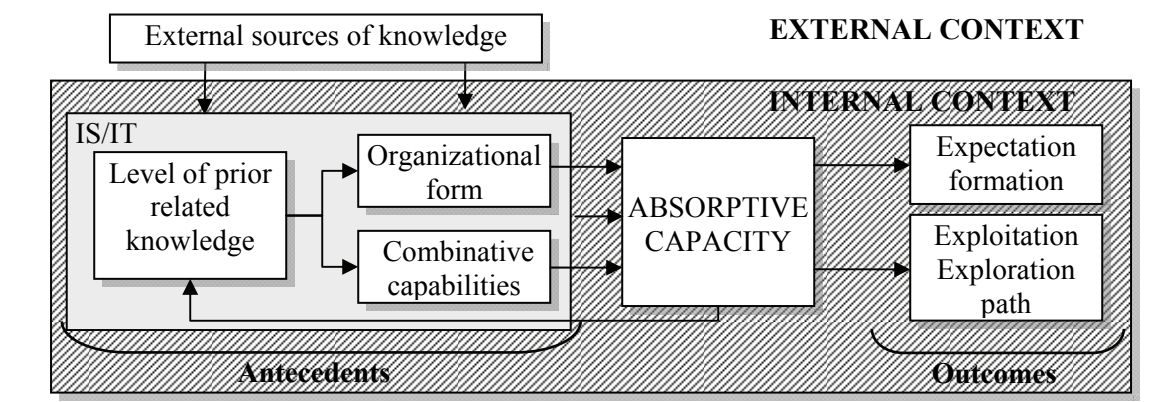 External sources of knowledge
EXTERNAL CONTEXT
INTERNAL CONTEXT
IS/IT
Level of prior
related
knowledge
Organizational
form
Combinative
capabilities
ABSORPTIVE
CAPACITY
Expectation
formation
Exploitation
Exploration
path
Antecedents
Outcomes